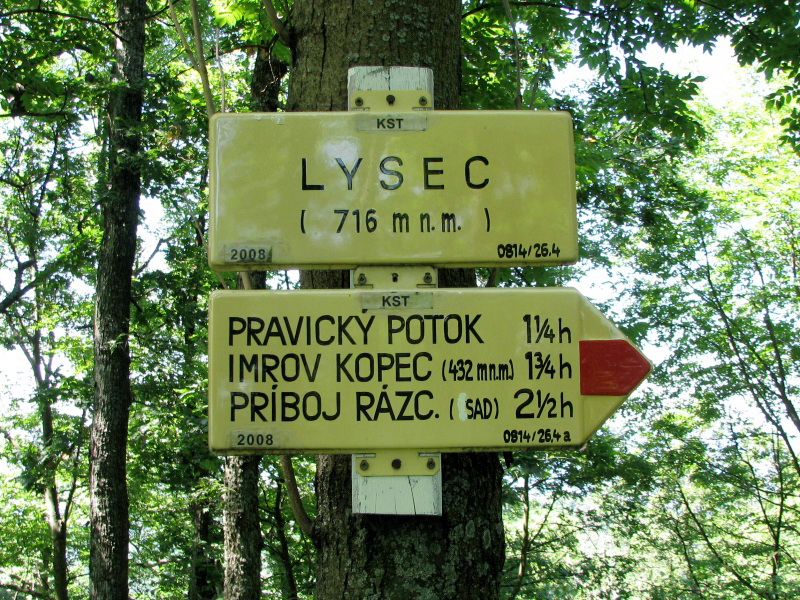 KST
LYSEC
( 716 m n.m. )
2008 0814/26.4
KST
PRAVICKÝ POTOK 1¼h
IMROV KOPEC (432 m n.m.) 1¾h
PRÍBOJ RÁZC. ( SAD) 2½h
2008 0814/26.4 a